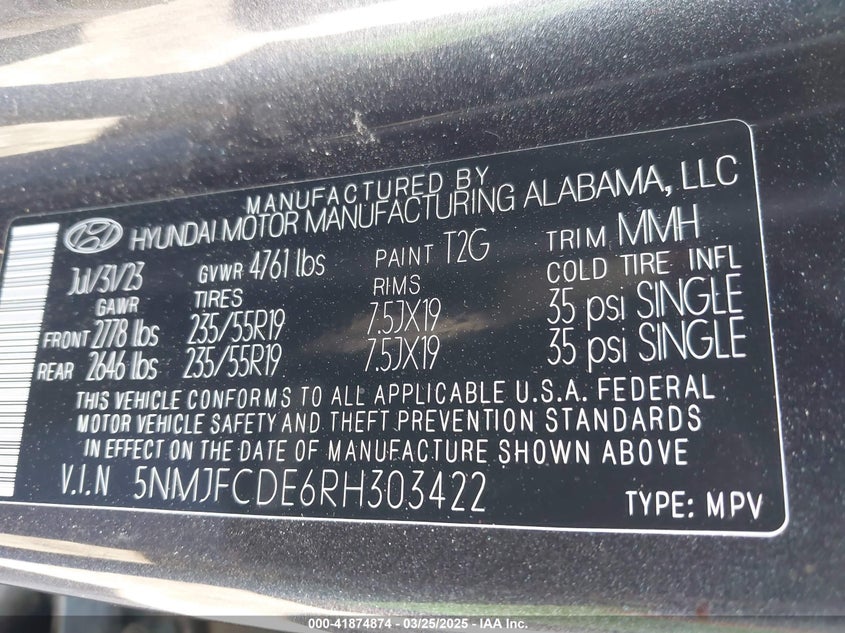 MANUFACTURED BY
HYUNDAI MOTOR MANUFACTURING ALABAMA, LLC
Jul/31/23 GVWR 4761 lbs PAINT T2G TRIM MMH
GAWR TIRES RIMS COLD TIRE INFL
FRONT 2778 lbs 235/55R19 7.5JX19 35 psi SINGLE
REAR 2646 lbs 235/55R19 7.5JX19 35 psi SINGLE
THIS VEHICLE CONFORMS TO ALL APPLICABLE U.S.A. FEDERAL
MOTOR VEHICLE SAFETY AND THEFT PREVENTION STANDARDS
IN EFFECT ON THE DATE OF MANUFACTURE SHOWN ABOVE
V.I.N 5NMJFCDE6RH303422 TYPE: MPV
000-41874874 - 03/25/2025 - IAA Inc.